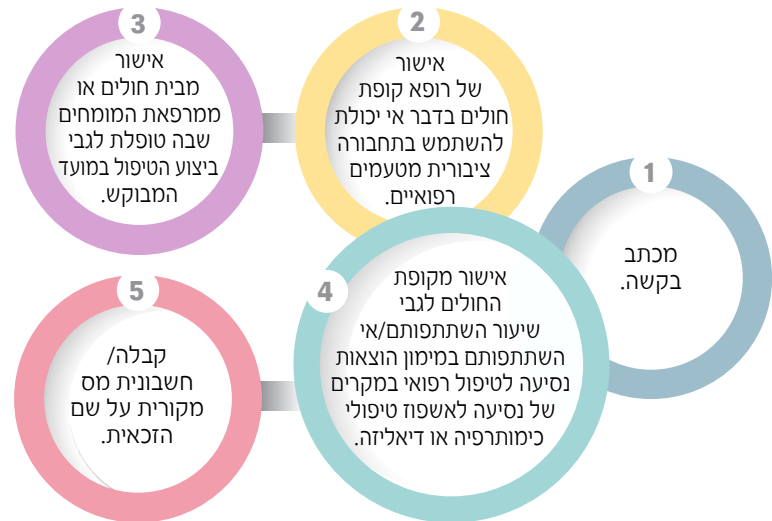 1
מכתב
בקשה.
2
אישור
של רופא קופת
חולים בדבר אי יכולת
להשתמש בתחבורה
ציבורית מטעמים
רפואיים.
3
אישור
מבית חולים או
ממרפאת המומחים
שבה טופלת לגבי
ביצוע הטיפול במועד
המבוקש.
4
אישור מקופת
החולים לגבי
שיעור השתתפותם/אי
השתתפותם במימון הוצאות
נסיעה לטיפול רפואי במקרים
של נסיעה לאשפוז טיפולי
כימותרפיה או דיאליזה.
5
קבלה/
חשבונית מס
מקורית על שם
הזכאית.